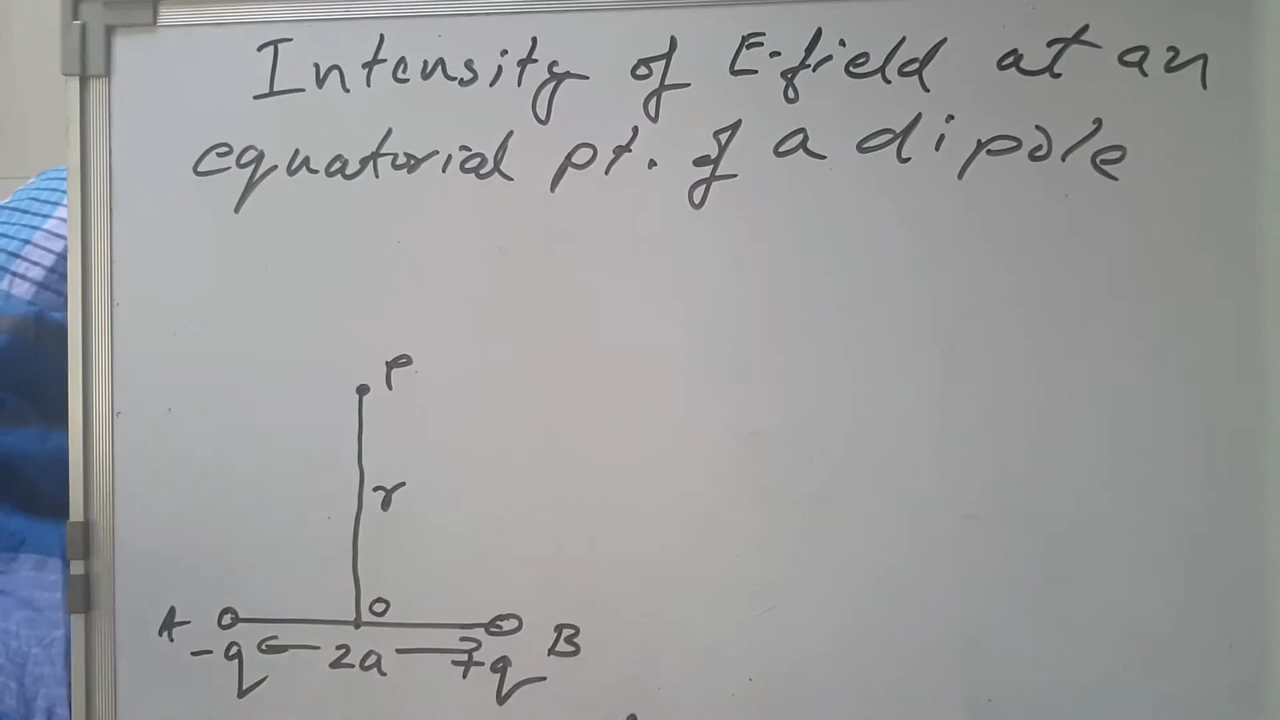 Intensity of E-field at an
equatorial pt. of a dipole
P
r
O
A B
-q 2a +q